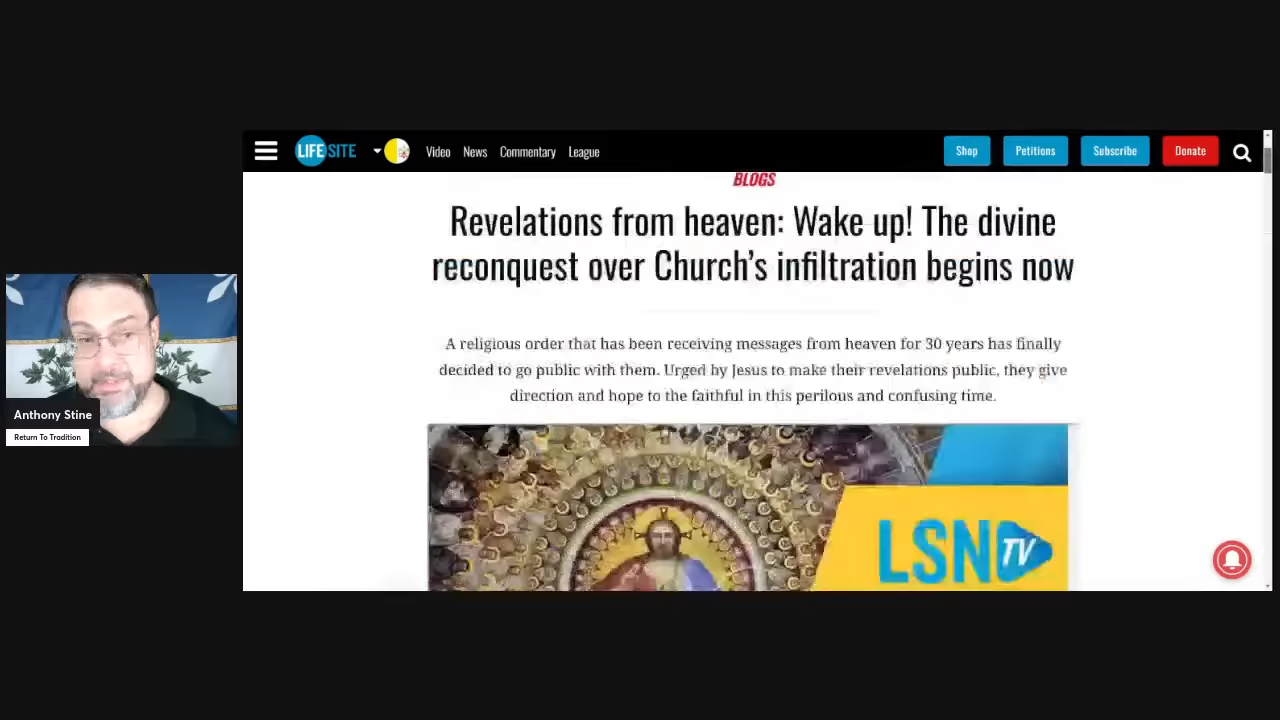 LIFE SITE
Video News Commentary League
Shop Petitions Subscribe Donate
BLOGS
Revelations from heaven: Wake up! The divine
reconquest over Church's infiltration begins now
A religious order that has been receiving messages from heaven for 30 years has finally
decided to go public with them. Urged by Jesus to make their revelations public, they give
direction and hope to the faithful in this perilous and confusing time.
LSN TV
Anthony Stine
Return To Tradition